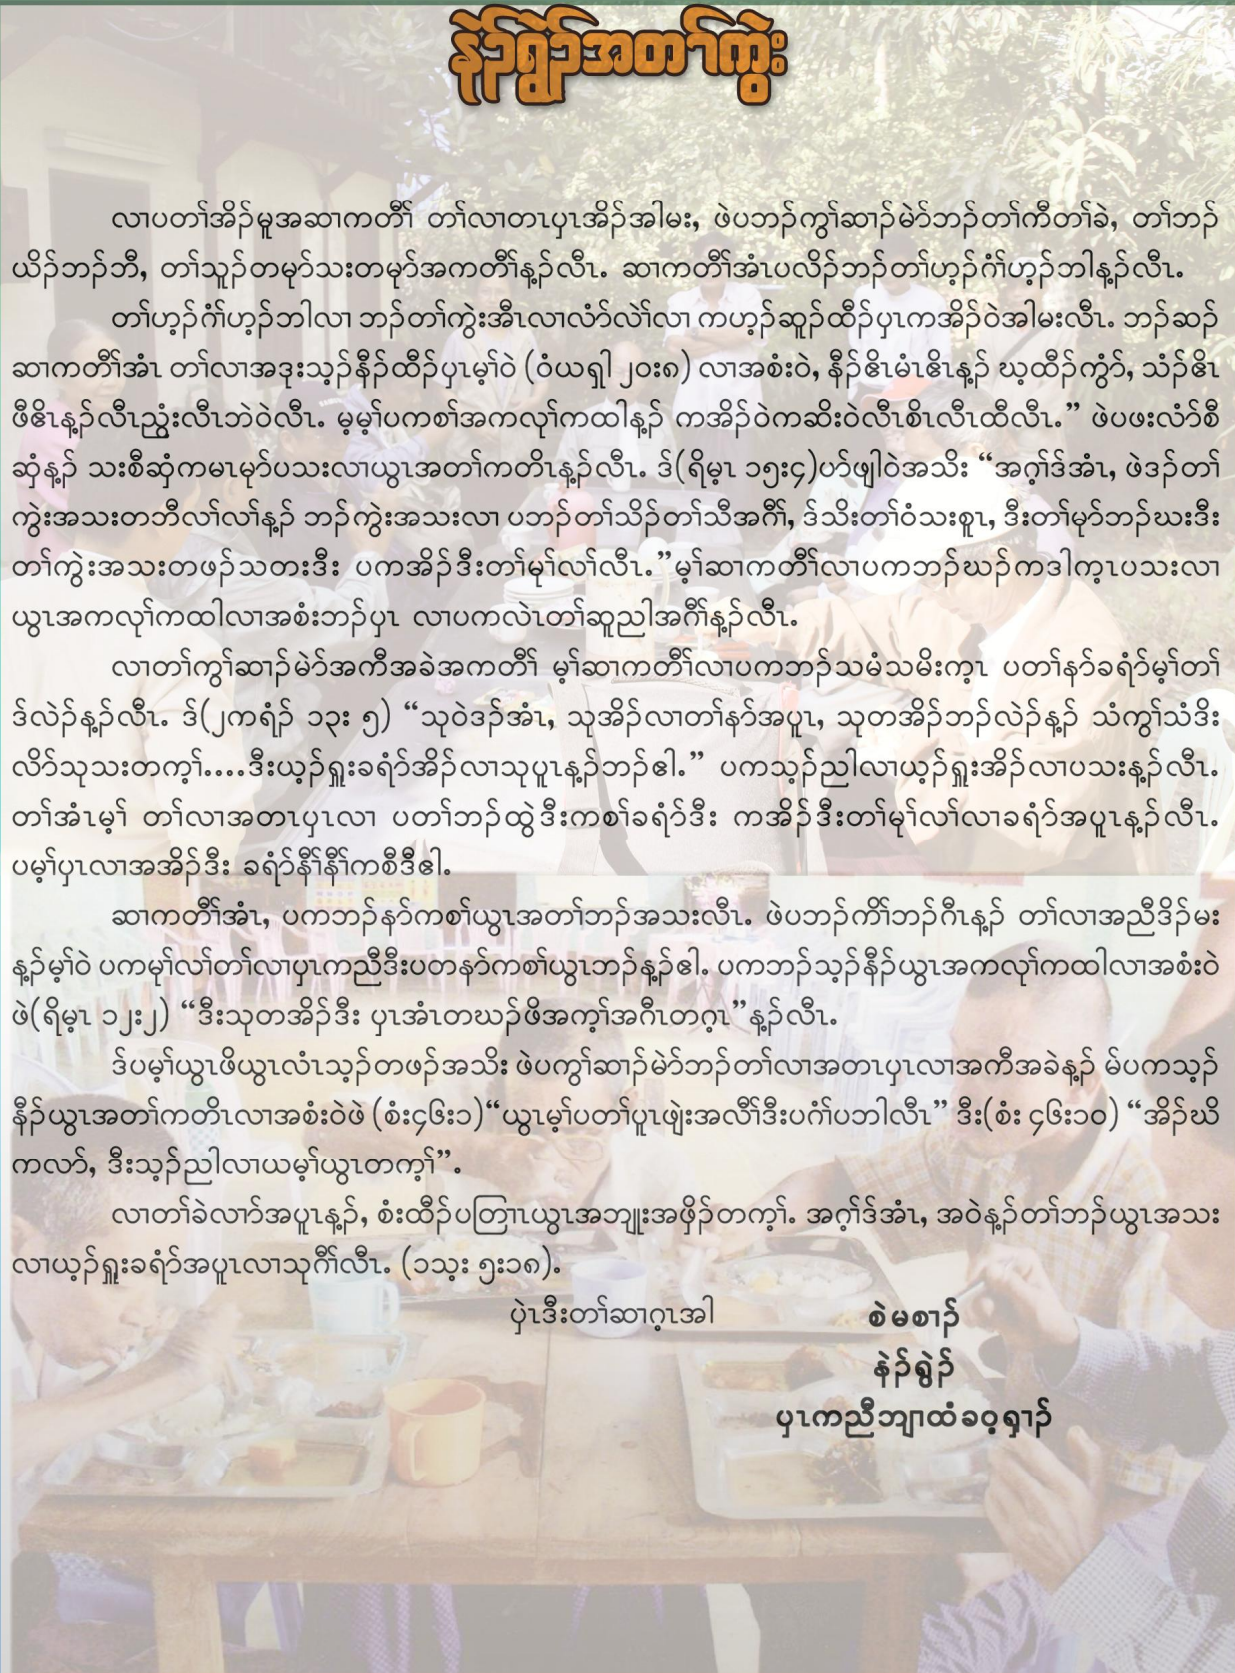 နဲၣ်ရွဲၣ်အတၢ်ကွဲး
လၢပတၢ်အိၣ်မူအဆၢကတီၢ် တၢ်လၢတၤပှၤအိၣ်အါမး, ဖဲပဘၣ်ကွၢ်ဆၢၣ်မဲာ်ဘၣ်တၢ်ကီတၢ်ခဲ, တၢ်ဘၣ်
ယိၣ်ဘၣ်ဘီ, တၢ်သူၣ်တမုာ်သးတမုာ်အကတီၢ်န့ၣ်လီၤ. ဆၢကတီၢ်အံၤပလိၣ်ဘၣ်တၢ်ဟ့ၣ်ဂံၢ်ဟ့ၣ်ဘါန့ၣ်လီၤ.
တၢ်ဟ့ၣ်ဂံၢ်ဟ့ၣ်ဘါလၢ ဘၣ်တၢ်ကွဲးအီၤလၢလံာ်လဲၢ်လၢ ကဟ့ၣ်ဆူၣ်ထီၣ်ပှၤကအိၣ်ဝဲအါမးလီၤ. ဘၣ်ဆၣ်
ဆၢကတီၢ်အံၤ တၢ်လၢအဒုးသ့ၣ်နီၣ်ထီၣ်ပှၤမ့ၢ်ဝဲ (ဝံယရှါ ၂၀း၈) လၢအစံးဝဲ, နီၣ်ဧိၤမံၤဧိၤန့ၣ် ဃ့ထီၣ်ကွံာ်, သံၣ်ဧိၤ
ဖီဧိၤန့ၣ်လီၤညွံးလီၤဘဲဝဲလီၤ. မ့မ့ၢ်ပကစၢ်အကလုၢ်ကထါန့ၣ် ကအိၣ်ဝဲကဆိးဝဲလီၤစိၤလီၤထီလီၤ.” ဖဲပဖးလံာ်စီ
ဆှံန့ၣ် သးစီဆှံကမၤမုာ်ပသးလၢယွၤအတၢ်ကတိၤန့ၣ်လီၤ. ဒ်(ရိမ့ၤ ၁၅း၄)ဟ်ဖျါဝဲအသိး “အဂ့ၢ်ဒ်အံၤ, ဖဲဒၣ်တၢ်
ကွဲးအသးတဘီလၢ်လၢ်န့ၣ် ဘၣ်ကွဲးအသးလၢ ပဘၣ်တၢ်သိၣ်တၢ်သီအဂီၢ်, ဒ်သိးတၢ်ဝံသးစူၤ, ဒီးတၢ်မုာ်ဘၣ်ဃးဒီး
တၢ်ကွဲးအသးတဖၣ်သတးဒီး ပကအိၣ်ဒီးတၢ်မုၢ်လၢ်လီၤ.”မ့ၢ်ဆၢကတီၢ်လၢပကဘၣ်ဃၣ်ကဒါက့ၤပသးလၢ
ယွၤအကလုၢ်ကထါလၢအစံးဘၣ်ပှၤ လၢပကလဲၤတၢ်ဆူညါအဂီၢ်န့ၣ်လီၤ.
လၢတၢ်ကွၢ်ဆၢၣ်မဲာ်အကီအခဲအကတီၢ် မ့ၢ်ဆၢကတီၢ်လၢပကဘၣ်သမံသမိးက့ၤ ပတၢ်နာ်ခရံာ်မ့ၢ်တၢ်
ဒ်လဲၣ်န့ၣ်လီၤ. ဒ်(၂ကရံၣ် ၁၃း ၅) “သုဝဲဒၣ်အံၤ, သုအိၣ်လၢတၢ်နာ်အပူၤ, သုတအိၣ်ဘၣ်လဲၣ်န့ၣ် သံကွၢ်သံဒိး
လိာ်သုသးတက့ၢ်....ဒီးယ့ၣ်ရှူးခရံာ်အိၣ်လၢသုပူၤန့ၣ်ဘၣ်ဧါ.” ပကသ့ၣ်ညါလၢယ့ၣ်ရှူးအိၣ်လၢပသးန့ၣ်လီၤ.
တၢ်အံၤမ့ၢ် တၢ်လၢအတၤပှၤလၢ ပတၢ်ဘၣ်ထွဲဒီးကစၢ်ခရံာ်ဒီး ကအိၣ်ဒီးတၢ်မုၢ်လၢ်လၢခရံာ်အပူၤန့ၣ်လီၤ.
ပမ့ၢ်ပှၤလၢအအိၣ်ဒီး ခရံာ်နီၢ်နီၢ်ကစီဒီဧါ.
ဆၢကတီၢ်အံၤ, ပကဘၣ်နာ်ကစၢ်ယွၤအတၢ်ဘၣ်အသးလီၤ. ဖဲပဘၣ်ကိၢ်ဘၣ်ဂီၤန့ၣ် တၢ်လၢအညီဒိၣ်မး
န့ၣ်မ့ၢ်ဝဲ ပကမုၢ်လၢ်တၢ်လၢပှၤကညီဒီးပတနာ်ကစၢ်ယွၤဘၣ်န့ၣ်ဧါ. ပကဘၣ်သ့ၣ်နီၣ်ယွၤအကလုၢ်ကထါလၢအစံးဝဲ
ဖဲ(ရိမ့ၤ ၁၂း၂) “ဒီးသုတအိၣ်ဒီး ပှၤအံၤတဃၣ်ဖိအက့ၢ်အဂီၤတဂ့ၤ”န့ၣ်လီၤ.
ဒ်ပမ့ၢ်ယွၤဖိယွၤလံၤသ့ၣ်တဖၣ်အသိး ဖဲပကွၢ်ဆၢၣ်မဲာ်ဘၣ်တၢ်လၢအတၤပှၤလၢအကီအခဲန့ၣ် မ်ပကသ့ၣ်
နီၣ်ယွၤအတၢ်ကတိၤလၢအစံးဝဲဖဲ (စံး၄၆း၁)“ယွၤမ့ၢ်ပတၢ်ပူၤဖျဲးအလီၢ်ဒီးပဂံၢ်ပဘါလီၤ” ဒီး(စံး ၄၆း၁၀) “အိၣ်ဃိ
ကလာ်, ဒီးသ့ၣ်ညါလၢယမ့ၢ်ယွၤတက့ၢ်”.
လၢတၢ်ခဲလၢာ်အပူၤန့ၣ်, စံးထီၣ်ပတြၢၤယွၤအဘျုးအဖှိၣ်တက့ၢ်. အဂ့ၢ်ဒ်အံၤ, အဝဲန့ၣ်တၢ်ဘၣ်ယွၤအသး
လၢယ့ၣ်ရှူးခရံာ်အပူၤလၢသုဂီၢ်လီၤ. (၁သ့း ၅း၁၈).
ပှဲၤဒီးတၢ်ဆၢဂ့ၤအါ
စဲမစၢၣ်
နဲၣ်ရွဲၣ်
ပှၤကညီဘျၢထံခဝ့ရှၢၣ်